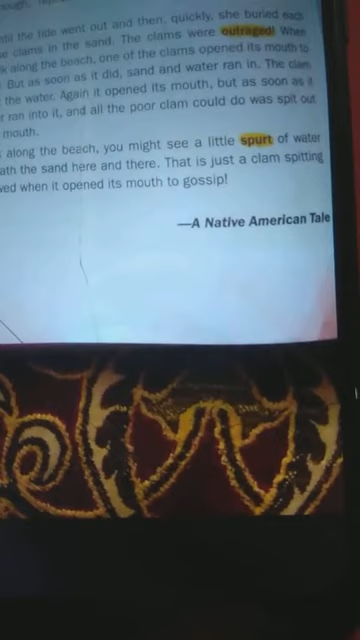 until the tide went out and then, quickly, she buried each
clams in the sand. The clams were outraged! When
along the beach, one of the clams opened its mouth to
But as soon as it did, sand and water ran in. The clam
the water. Again it opened its mouth, but as soon as it
ran into it, and all the poor clam could do was spit out
mouth.
along the beach, you might see a little spurt of water
ath the sand here and there. That is just a clam spitting
ved when it opened its mouth to gossip!
—A Native American Tale